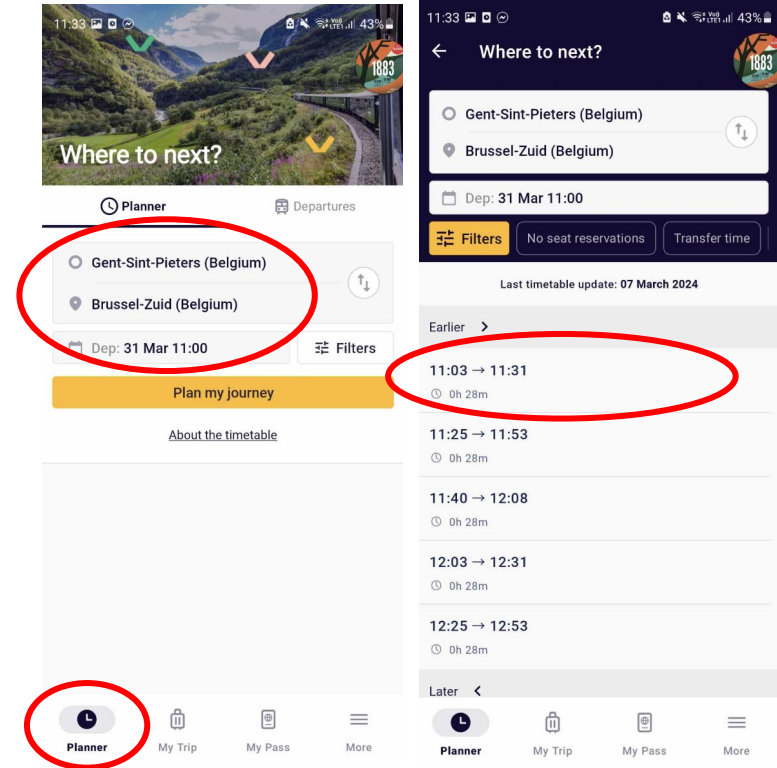 11:33
43%
1883
Where to next?
Planner
Departures
Gent-Sint-Pieters (Belgium)
Brussel-Zuid (Belgium)
Dep: 31 Mar 11:00
Filters
Plan my journey
About the timetable
Planner
My Trip
My Pass
More
11:33
43%
Where to next?
1883
Gent-Sint-Pieters (Belgium)
Brussel-Zuid (Belgium)
Dep: 31 Mar 11:00
Filters
No seat reservations
Transfer time
Last timetable update: 07 March 2024
Earlier
11:03 → 11:31
0h 28m
11:25 → 11:53
0h 28m
11:40 → 12:08
0h 28m
12:03 → 12:31
0h 28m
12:25 → 12:53
0h 28m
Later
Planner
My Trip
My Pass
More